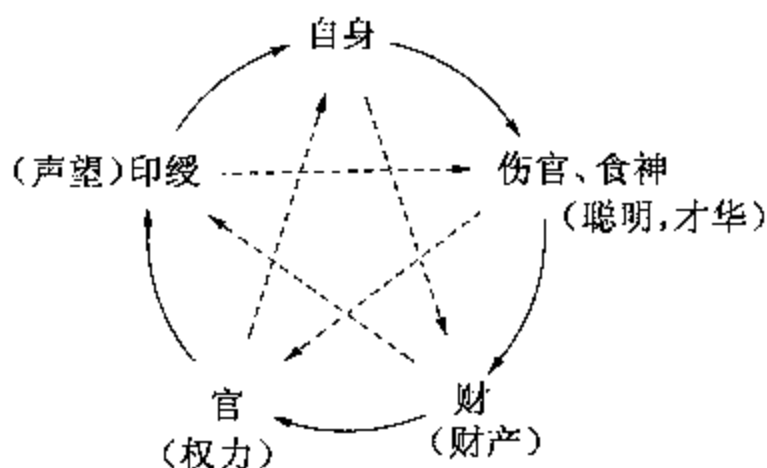 自身
(声望)印绶
伤官、食神
(聪明,才华)
官
(权力)
财
(财产)